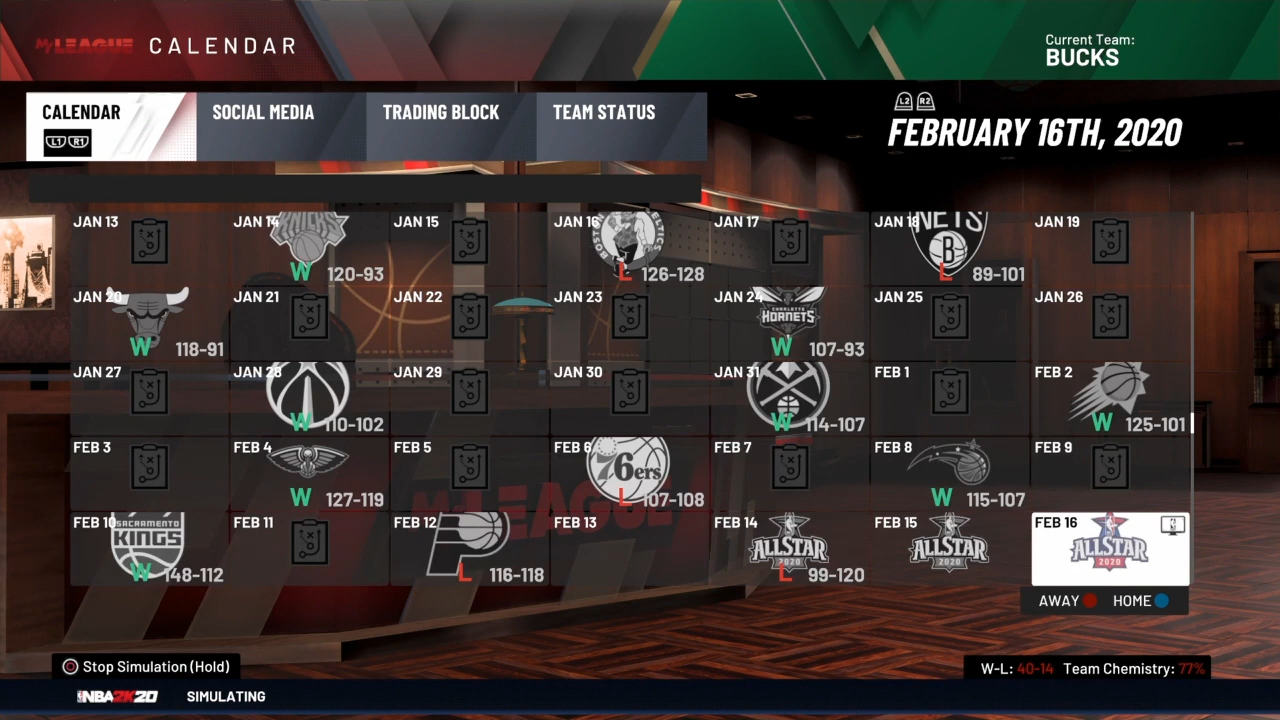 MyLEAGUE CALENDAR
Current Team:
BUCKS
CALENDAR
L1 R1
SOCIAL MEDIA
TRADING BLOCK
TEAM STATUS
L2 R2
FEBRUARY 16TH, 2020
JAN 13
JAN 14 KNICKS W 120-93
JAN 15
JAN 16 CELTICS BOSTON L 126-128
JAN 17
JAN 18 NETS B L 89-101
JAN 19
JAN 20 W 118-91
JAN 21
JAN 22
JAN 23
JAN 24 CHARLOTTE HORNETS W 107-93
JAN 25
JAN 26
JAN 27
JAN 28 W 110-102
JAN 29
JAN 30
JAN 31 W 114-107
FEB 1
FEB 2 W 125-101
FEB 3
FEB 4 W 127-119
FEB 5
FEB 6 76ers L 107-108
FEB 7
FEB 8 W 115-107
FEB 9
FEB 10 SACRAMENTO KINGS W 148-112
FEB 11
FEB 12 L 116-118
FEB 13
FEB 14 ALLSTAR 2020 L 99-120
FEB 15 ALLSTAR 2020
FEB 16 ALLSTAR 2020
MyLEAGUE
AWAY HOME
Stop Simulation (Hold)
W-L: 40-14 Team Chemistry: 77%
NBA2K20 SIMULATING